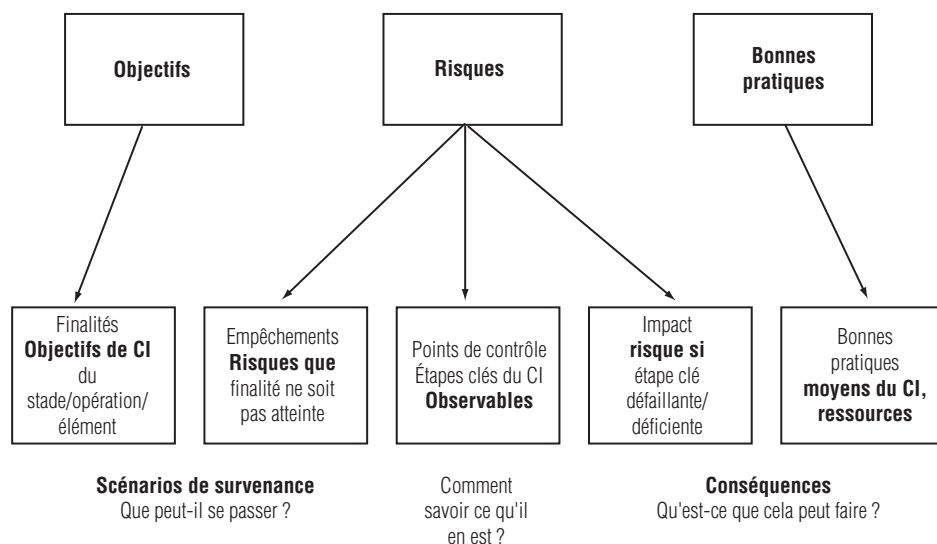 Objectifs
Risques
Bonnes
pratiques
Finalités
Objectifs de CI
du
stade/opération/
élément
Empêchements
Risques que
finalité ne soit
pas atteinte
Points de contrôle
Étapes clés du CI
Observables
Impact
risque si
étape clé
défaillante/
déficiente
Bonnes
pratiques
moyens du CI,
ressources
Scénarios de survenance
Que peut-il se passer ?
Comment
savoir ce qu'il
en est ?
Conséquences
Qu'est-ce que cela peut faire ?